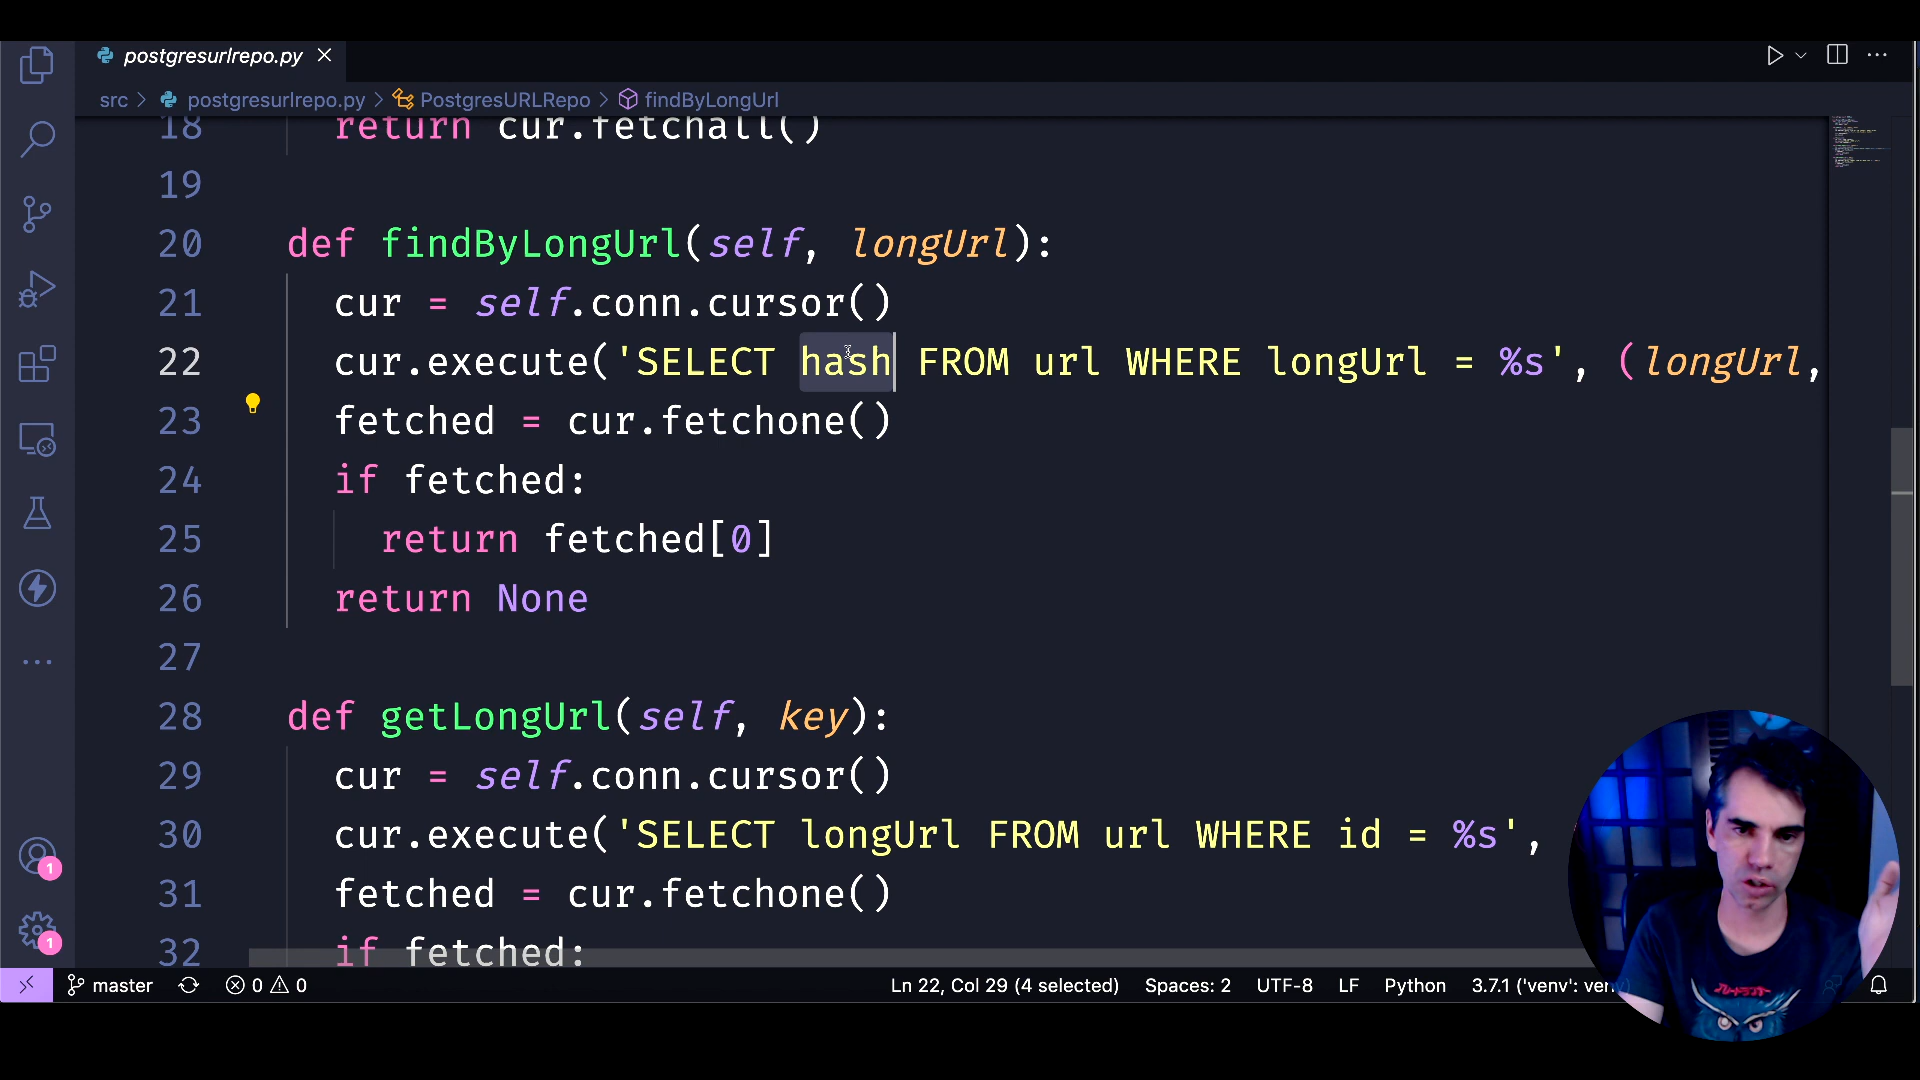 postgresurlrepo.py
src > postgresurlrepo.py > PostgresURLRepo > findByLongUrl
18 return cur.fetchall()
19
20 def findByLongUrl(self, longUrl):
21 cur = self.conn.cursor()
22 cur.execute('SELECT hash FROM url WHERE longUrl = %s', (longUrl,
23 fetched = cur.fetchone()
24 if fetched:
25 return fetched[0]
26 return None
27
28 def getLongUrl(self, key):
29 cur = self.conn.cursor()
30 cur.execute('SELECT longUrl FROM url WHERE id = %s',
31 fetched = cur.fetchone()
32 if fetched:
1
1
master 0 0 Ln 22, Col 29 (4 selected) Spaces: 2 UTF-8 LF Python 3.7.1 ('venv':